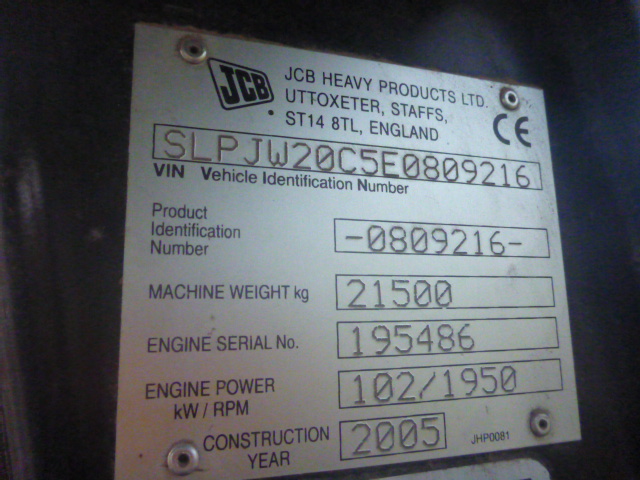 JCB
JCB HEAVY PRODUCTS LTD.
UTTOXETER, STAFFS,
ST14 8TL, ENGLAND
CE
SLPJW20C5E0809216
VIN Vehicle Identification Number
Product
Identification
Number
-0809216-
MACHINE WEIGHT kg
21500
ENGINE SERIAL No.
195486
ENGINE POWER
kW / RPM
102/1950
CONSTRUCTION
YEAR
2005
JHP0081